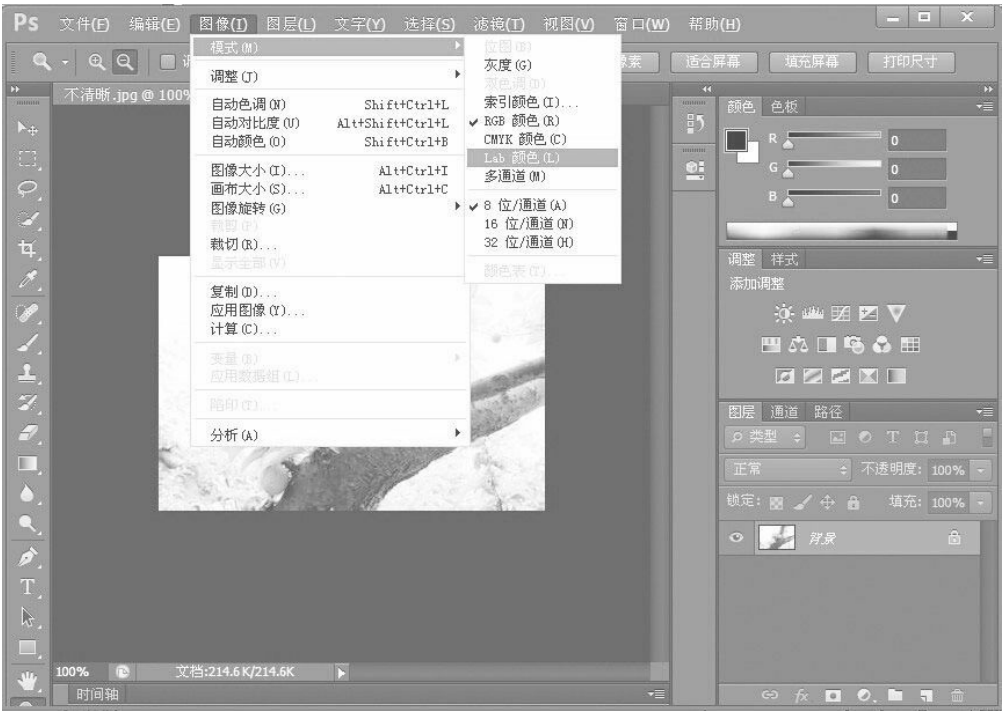 Ps 文件(F) 编辑(E) 图像(I) 图层(L) 文字(Y) 选择(S) 滤镜(T) 视图(V) 窗口(W) 帮助(H)
适合屏幕 填充屏幕 打印尺寸
不清晰.jpg @ 100%
模式(M)
调整(J)
自动色调(N) Shift+Ctrl+L
自动对比度(U) Alt+Shift+Ctrl+L
自动颜色(O) Shift+Ctrl+B
图像大小(I)... Alt+Ctrl+I
画布大小(S)... Alt+Ctrl+C
图像旋转(G)
裁剪(P)
裁切(R)...
显示全部(V)
复制(D)...
应用图像(Y)...
计算(C)...
变量(B)
应用数据组(L)...
陷印(T)...
分析(A)
位图(B)
灰度(G)
双色调(D)
索引颜色(I)...
RGB 颜色(R)
CMYK 颜色(C)
Lab 颜色(L)
多通道(M)
8 位/通道(A)
16 位/通道(N)
32 位/通道(H)
颜色表(T)...
颜色 色板
R 0
G 0
B 0
调整 样式
添加调整
图层 通道 路径
类型
正常 不透明度: 100%
锁定: 填充: 100%
背景
100% 文档:214.6K/214.6K
时间轴